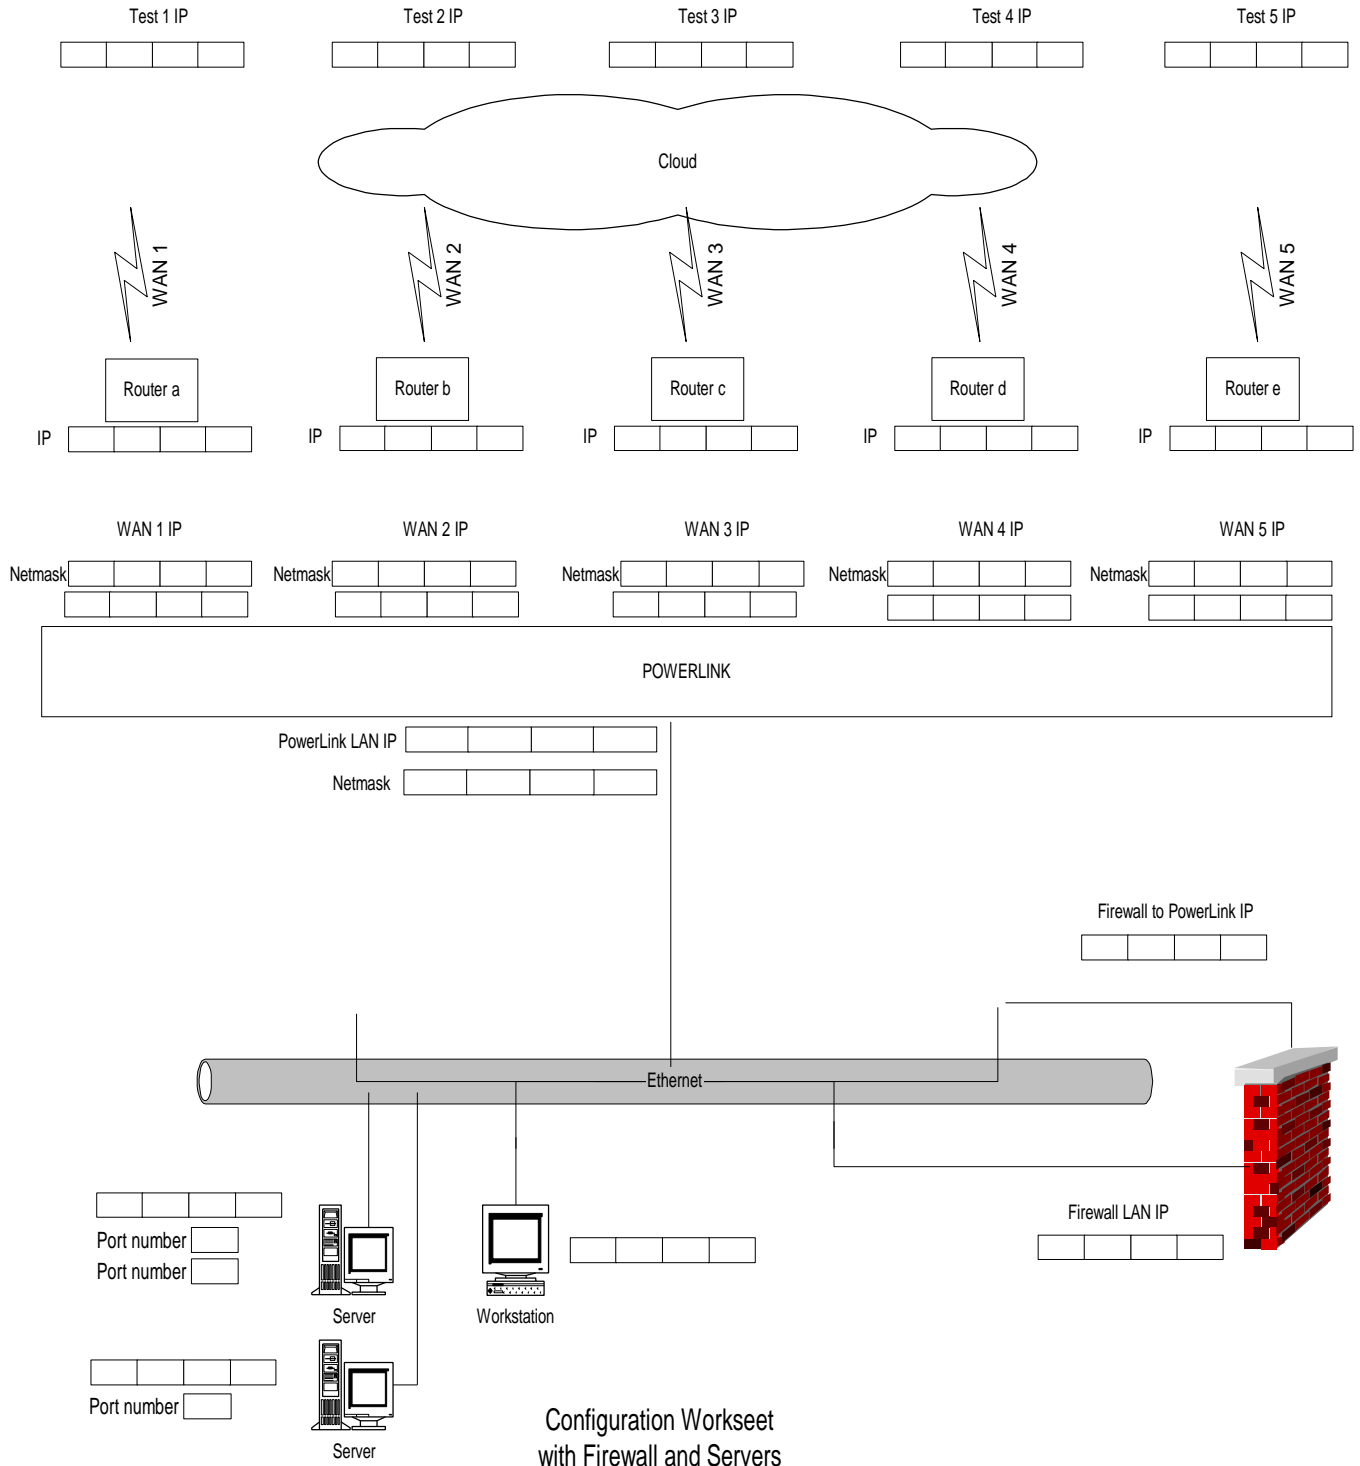 Test 1 IP
Test 2 IP
Test 3 IP
Test 4 IP
Test 5 IP
Cloud
WAN 1
WAN 2
WAN 3
WAN 4
WAN 5
Router a
Router b
Router c
Router d
Router e
IP
IP
IP
IP
IP
WAN 1 IP
WAN 2 IP
WAN 3 IP
WAN 4 IP
WAN 5 IP
Netmask
Netmask
Netmask
Netmask
Netmask
POWERLINK
PowerLink LAN IP
Netmask
Firewall to PowerLink IP
Ethernet
Firewall LAN IP
Port number
Port number
Server
Workstation
Port number
Server
Configuration Workseet
with Firewall and Servers